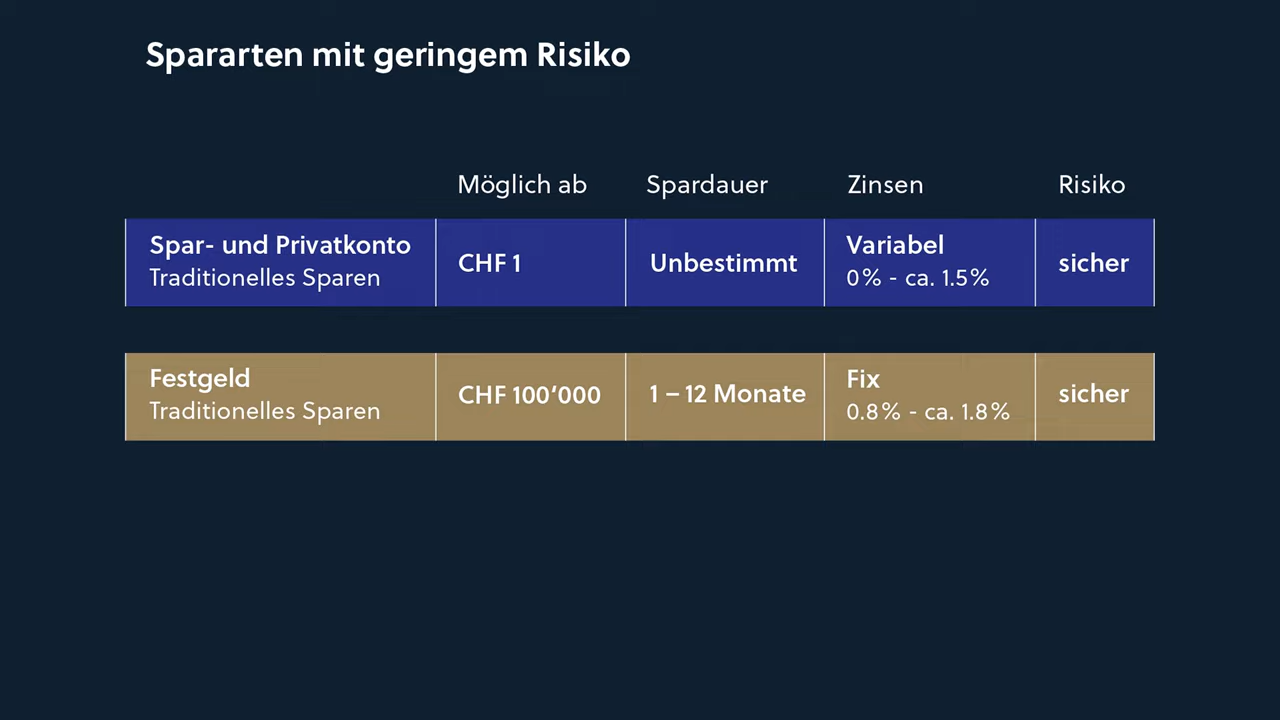 Spararten mit geringem Risiko
Möglich ab Spardauer Zinsen Risiko
Spar- und Privatkonto
Traditionelles Sparen
CHF 1
Unbestimmt
Variabel
0% - ca. 1.5%
sicher
Festgeld
Traditionelles Sparen
CHF 100‘000
1 – 12 Monate
Fix
0.8% - ca. 1.8%
sicher